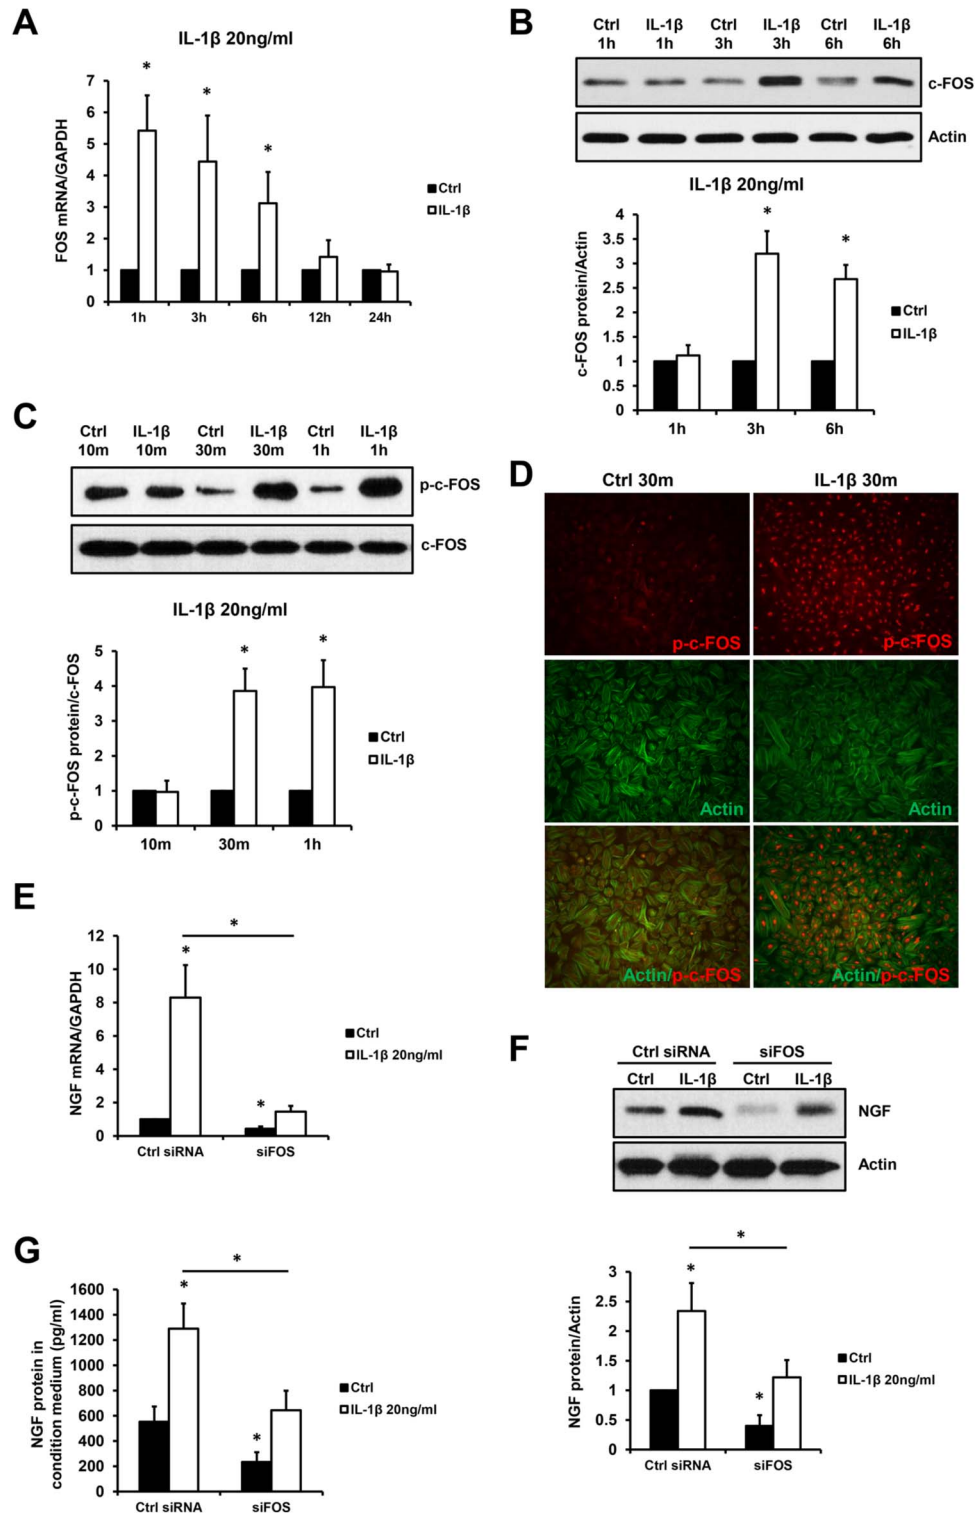 A
IL-1β 20ng/ml
FOS mRNA/GAPDH
7
6
5
4
3
2
1
0
*
*
*
1h 3h 6h 12h 24h
Ctrl
IL-1β
B
Ctrl IL-1β Ctrl IL-1β Ctrl IL-1β
1h 1h 3h 3h 6h 6h
c-FOS
Actin
IL-1β 20ng/ml
c-FOS protein/Actin
4
3.5
3
2.5
2
1.5
1
0.5
0
*
*
1h 3h 6h
Ctrl
IL-1β
C
Ctrl IL-1β Ctrl IL-1β Ctrl IL-1β
10m 10m 30m 30m 1h 1h
p-c-FOS
c-FOS
IL-1β 20ng/ml
p-c-FOS protein/c-FOS
5
4
3
2
1
0
*
*
10m 30m 1h
Ctrl
IL-1β
D
Ctrl 30m IL-1β 30m
p-c-FOS p-c-FOS
Actin Actin
Actin/p-c-FOS Actin/p-c-FOS
E
NGF mRNA/GAPDH
12
10
8
6
4
2
0
*
*
*
Ctrl siRNA siFOS
Ctrl
IL-1β 20ng/ml
F
Ctrl siRNA siFOS
Ctrl IL-1β Ctrl IL-1β
NGF
Actin
NGF protein/Actin
3
2.5
2
1.5
1
0.5
0
*
*
*
Ctrl siRNA siFOS
Ctrl
IL-1β 20ng/ml
G
NGF protein in
condition medium (pg/ml)
1600
1400
1200
1000
800
600
400
200
0
*
*
*
Ctrl siRNA siFOS
Ctrl
IL-1β 20ng/ml